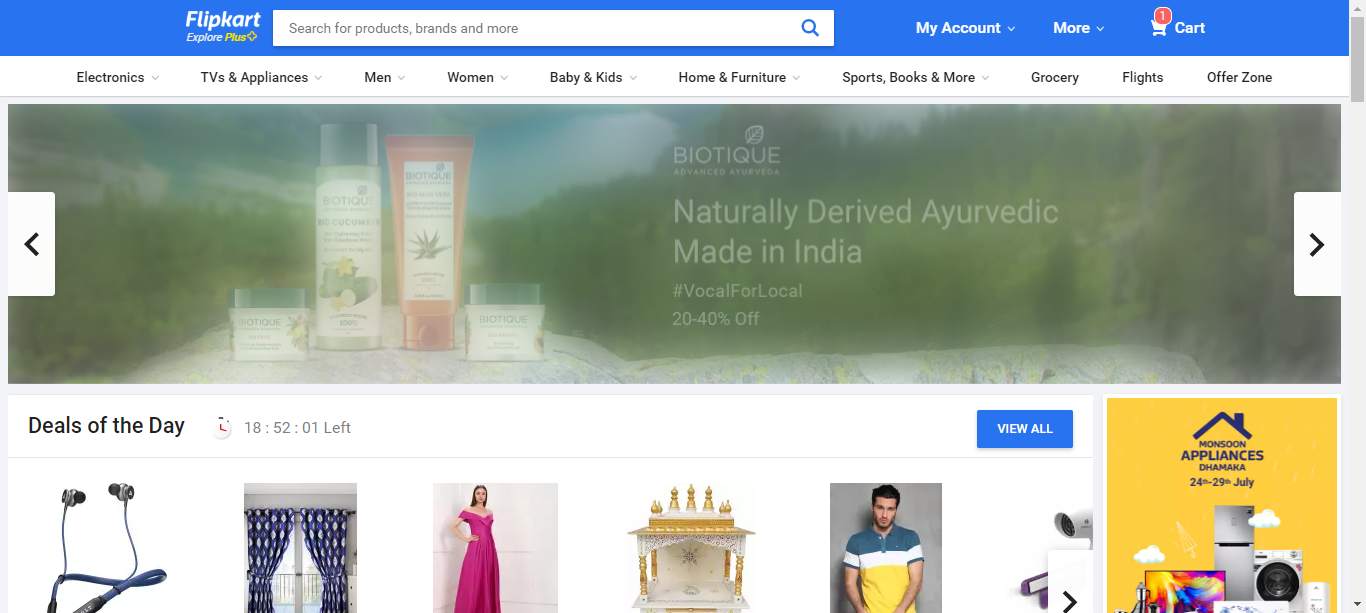 Flipkart
Explore Plus
Search for products, brands and more
My Account
More
1
Cart
Electronics
TVs & Appliances
Men
Women
Baby & Kids
Home & Furniture
Sports, Books & More
Grocery
Flights
Offer Zone
BIOTIQUE
ADVANCED AYURVEDA
Naturally Derived Ayurvedic
Made in India
#VocalForLocal
20-40% Off
BIOTIQUE
BIO CUCUMBER
BIOTIQUE
BIO ALOE VERA
BIOTIQUE
BIOTIQUE
Deals of the Day
18 : 52 : 01 Left
VIEW ALL
MONSOON
APPLIANCES
DHAMAKA
24th-29th July